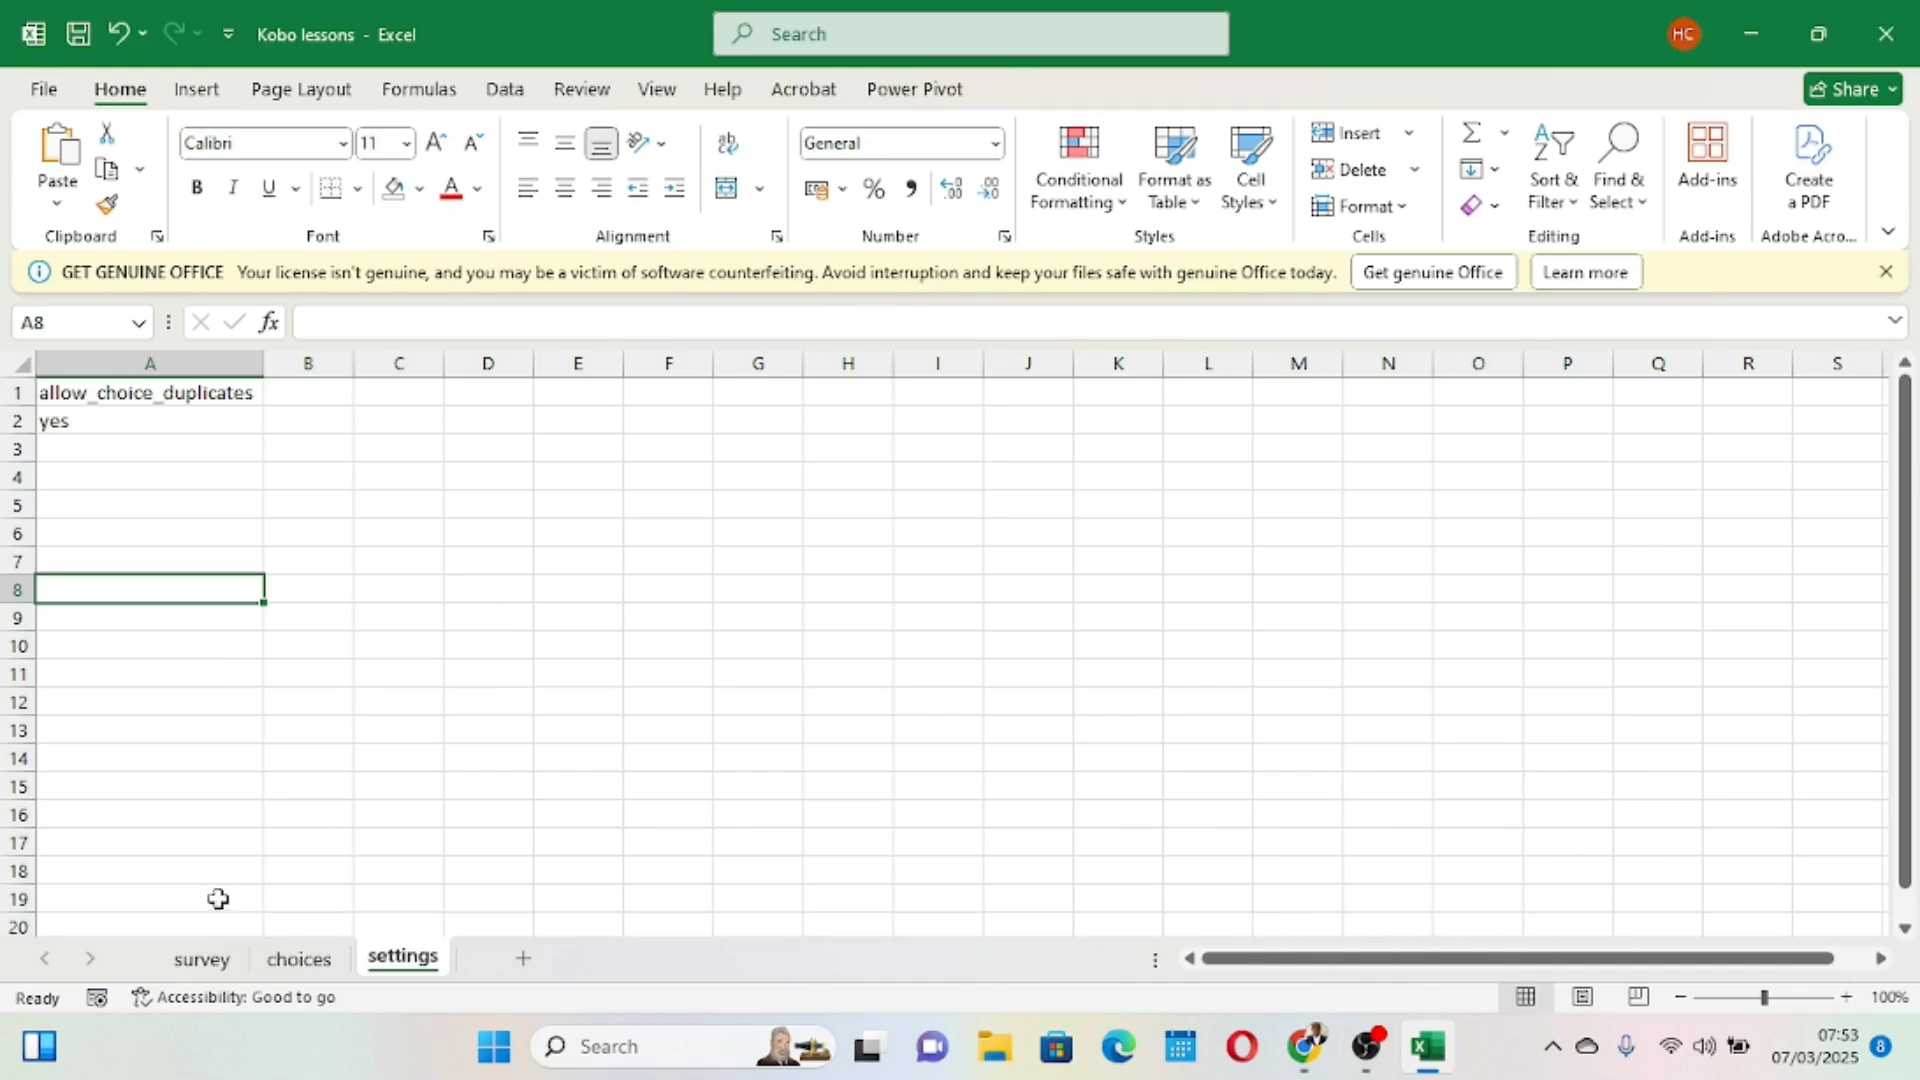 Kobo lessons - Excel
Search
HC
File Home Insert Page Layout Formulas Data Review View Help Acrobat Power Pivot
Share
Paste
Calibri 11
B I U A
ab
General
% 9
Conditional Formatting
Format as Table
Cell Styles
Insert
Delete
Format
Sort & Filter
Find & Select
Add-ins
Create a PDF
Clipboard Font Alignment Number Styles Cells Editing Add-ins Adobe Acro...
GET GENUINE OFFICE Your license isn't genuine, and you may be a victim of software counterfeiting. Avoid interruption and keep your files safe with genuine Office today. Get genuine Office Learn more
A8 fx
A B C D E F G H I J K L M N O P Q R S
1 allow_choice_duplicates
2 yes
3
4
5
6
7
8
9
10
11
12
13
14
15
16
17
18
19
20
survey choices settings +
Ready Accessibility: Good to go 100%
Search
07:53
07/03/2025
8